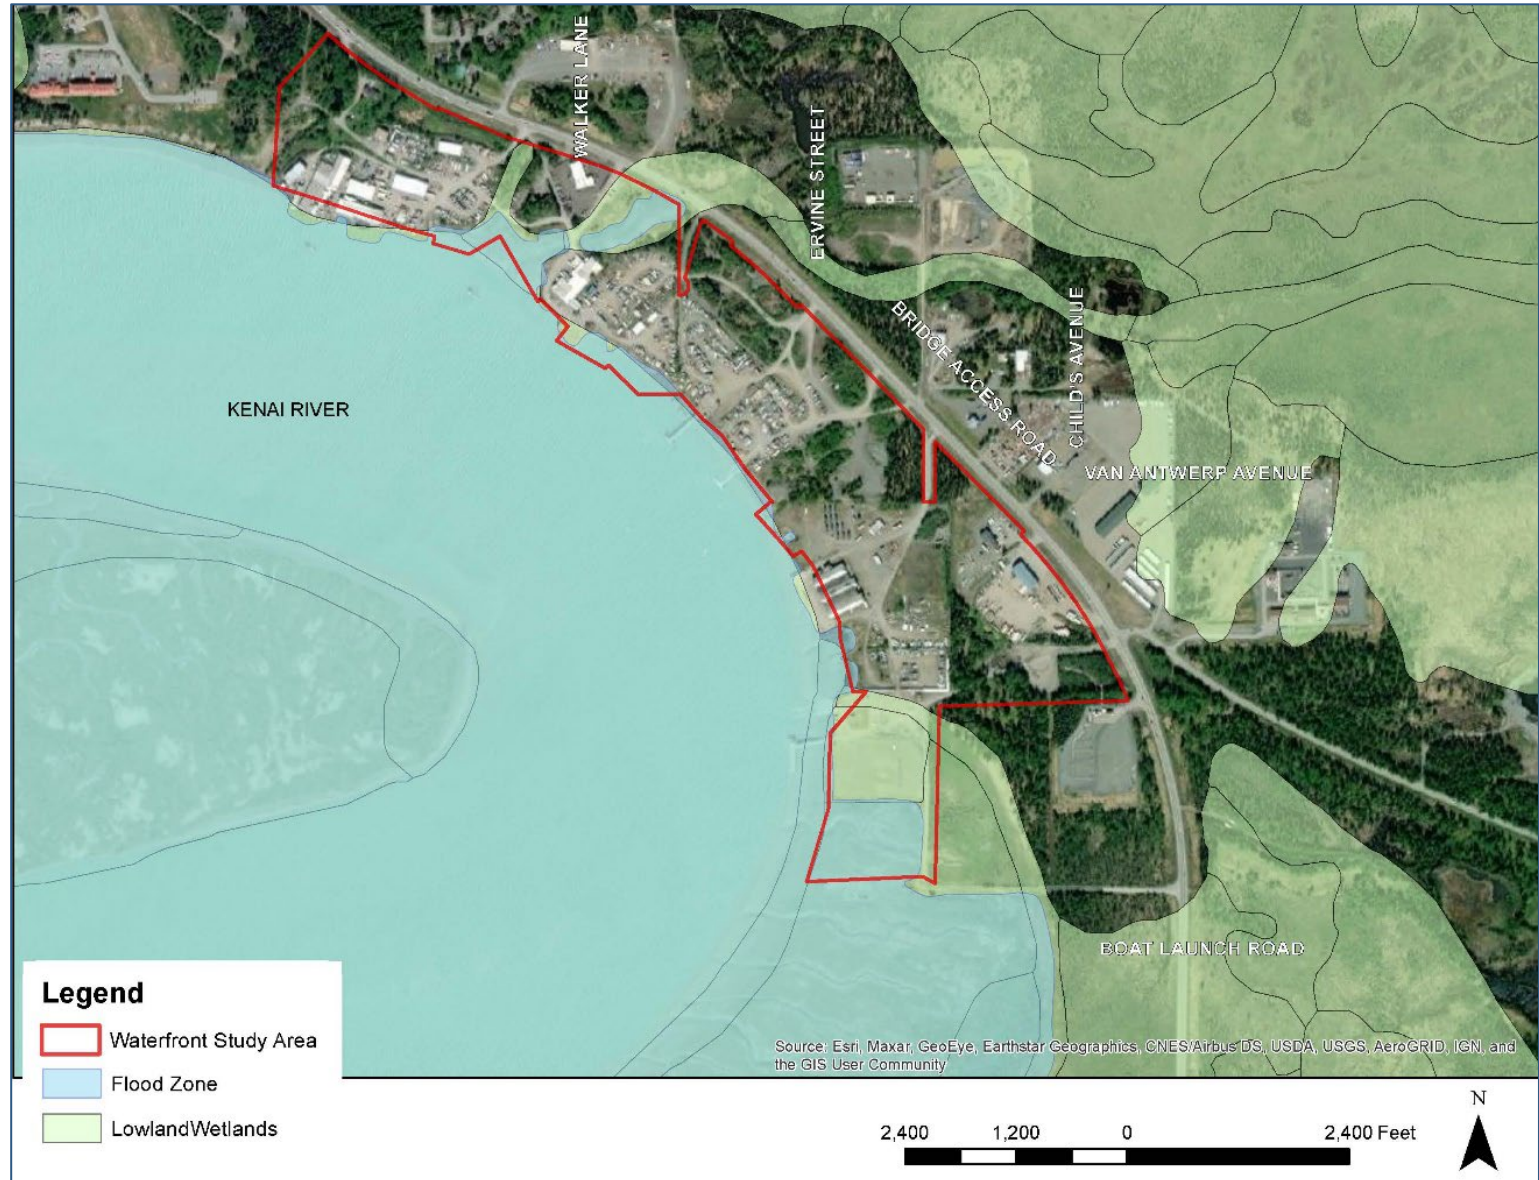 WALKER LANE
ERVINE STREET
BRIDGE ACCESS ROAD
CHILD'S AVENUE
KENAI RIVER
VAN ANTWERP AVENUE
BOAT LAUNCH ROAD
Legend
Waterfront Study Area
Flood Zone
LowlandWetlands
Source: Esri, Maxar, GeoEye, Earthstar Geographics, CNES/Airbus DS, USDA, USGS, AeroGRID, IGN, and
the GIS User Community
N
2,400 1,200 0 2,400 Feet